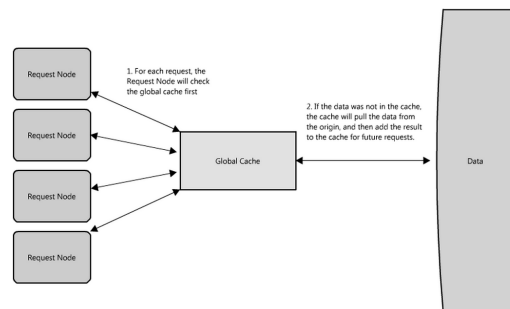 Request Node
1. For each request, the
Request Node will check
the global cache first
Request Node
2. If the data was not in the cache,
the cache will pull the data from
the origin, and then add the result
to the cache for future requests.
Global Cache
Data
Request Node
Request Node